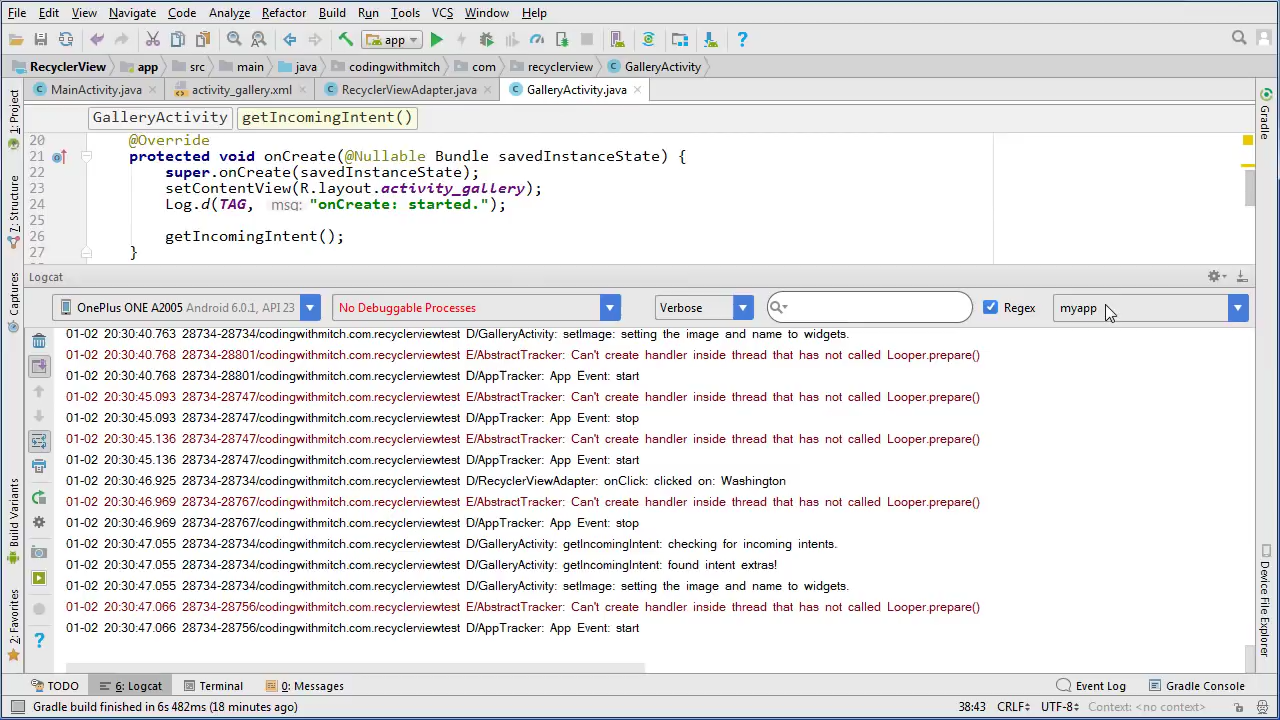 File Edit View Navigate Code Analyze Refactor Build Run Tools VCS Window Help
app
RecyclerView app src main java codingwithmitch com recyclerview GalleryActivity
MainActivity.java activity_gallery.xml RecyclerViewAdapter.java GalleryActivity.java
GalleryActivity getIncomingIntent()
20 @Override
21 protected void onCreate(@Nullable Bundle savedInstanceState) {
22 super.onCreate(savedInstanceState);
23 setContentView(R.layout.activity_gallery);
24 Log.d(TAG, msg: "onCreate: started.");
25
26 getIncomingIntent();
27 }
Logcat
OnePlus ONE A2005 Android 6.0.1, API 23 No Debuggable Processes Verbose Regex myapp
01-02 20:30:40.763 28734-28734/codingwithmitch.com.recyclerviewtest D/GalleryActivity: setImage: setting the image and name to widgets.
01-02 20:30:40.768 28734-28801/codingwithmitch.com.recyclerviewtest E/AbstractTracker: Can't create handler inside thread that has not called Looper.prepare()
01-02 20:30:40.768 28734-28801/codingwithmitch.com.recyclerviewtest D/AppTracker: App Event: start
01-02 20:30:45.093 28734-28747/codingwithmitch.com.recyclerviewtest E/AbstractTracker: Can't create handler inside thread that has not called Looper.prepare()
01-02 20:30:45.093 28734-28747/codingwithmitch.com.recyclerviewtest D/AppTracker: App Event: stop
01-02 20:30:45.136 28734-28747/codingwithmitch.com.recyclerviewtest E/AbstractTracker: Can't create handler inside thread that has not called Looper.prepare()
01-02 20:30:45.136 28734-28747/codingwithmitch.com.recyclerviewtest D/AppTracker: App Event: start
01-02 20:30:46.925 28734-28734/codingwithmitch.com.recyclerviewtest D/RecyclerViewAdapter: onClick: clicked on: Washington
01-02 20:30:46.969 28734-28767/codingwithmitch.com.recyclerviewtest E/AbstractTracker: Can't create handler inside thread that has not called Looper.prepare()
01-02 20:30:46.969 28734-28767/codingwithmitch.com.recyclerviewtest D/AppTracker: App Event: stop
01-02 20:30:47.055 28734-28734/codingwithmitch.com.recyclerviewtest D/GalleryActivity: getIncomingIntent: checking for incoming intents.
01-02 20:30:47.055 28734-28734/codingwithmitch.com.recyclerviewtest D/GalleryActivity: getIncomingIntent: found intent extras!
01-02 20:30:47.055 28734-28734/codingwithmitch.com.recyclerviewtest D/GalleryActivity: setImage: setting the image and name to widgets.
01-02 20:30:47.066 28734-28756/codingwithmitch.com.recyclerviewtest E/AbstractTracker: Can't create handler inside thread that has not called Looper.prepare()
01-02 20:30:47.066 28734-28756/codingwithmitch.com.recyclerviewtest D/AppTracker: App Event: start
1: Project
7: Structure
Captures
Build Variants
2: Favorites
Gradle
Device File Explorer
TODO 6: Logcat Terminal 0: Messages Event Log Gradle Console
Gradle build finished in 6s 482ms (18 minutes ago) 38:43 CRLF UTF-8 Context: <no context>